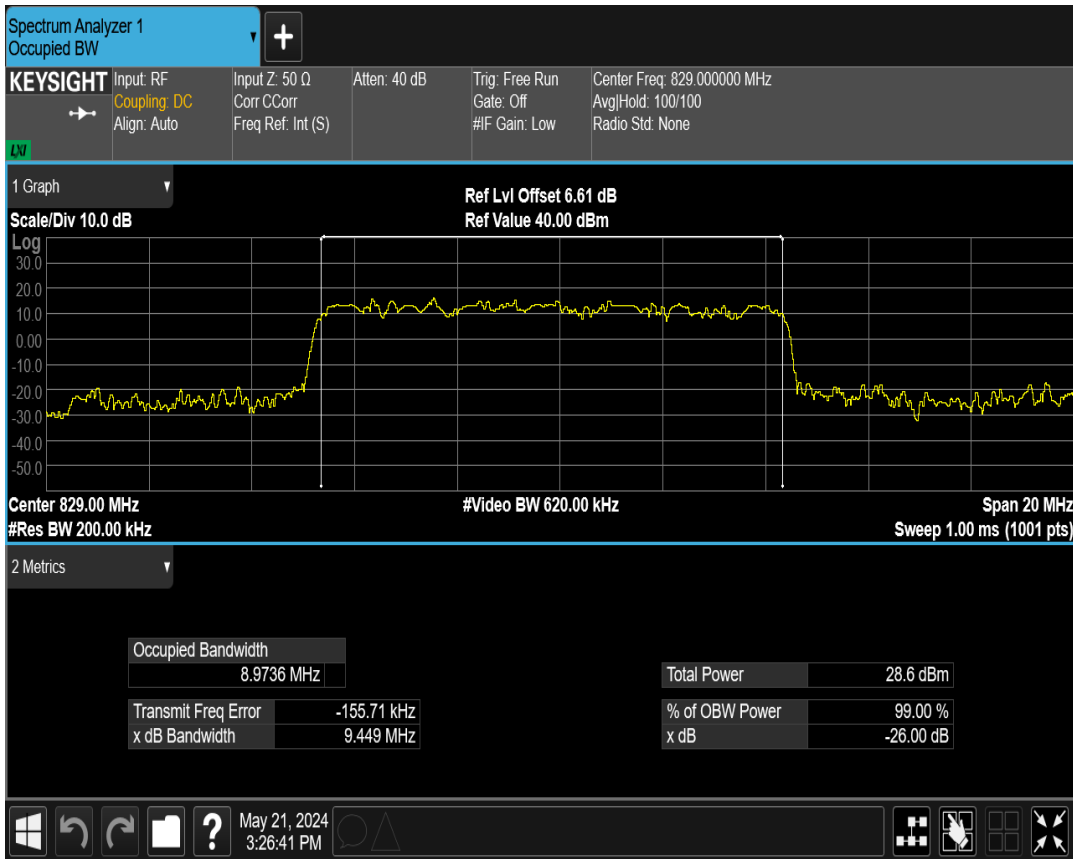 Spectrum Analyzer 1
Occupied BW
+
KEYSIGHT
LXI
Input: RF
Coupling: DC
Align: Auto
Input Z: 50 Ω
Corr CCorr
Freq Ref: Int (S)
Atten: 40 dB
Trig: Free Run
Gate: Off
#IF Gain: Low
Center Freq: 829.000000 MHz
Avg|Hold: 100/100
Radio Std: None
1 Graph
Scale/Div 10.0 dB
Ref Lvl Offset 6.61 dB
Ref Value 40.00 dBm
Log
30.0
20.0
10.0
0.00
-10.0
-20.0
-30.0
-40.0
-50.0
Center 829.00 MHz
#Video BW 620.00 kHz
Span 20 MHz
#Res BW 200.00 kHz
Sweep 1.00 ms (1001 pts)
2 Metrics
Occupied Bandwidth
8.9736 MHz
Total Power 28.6 dBm
Transmit Freq Error -155.71 kHz
% of OBW Power 99.00 %
x dB Bandwidth 9.449 MHz
x dB -26.00 dB
?
May 21, 2024
3:26:41 PM